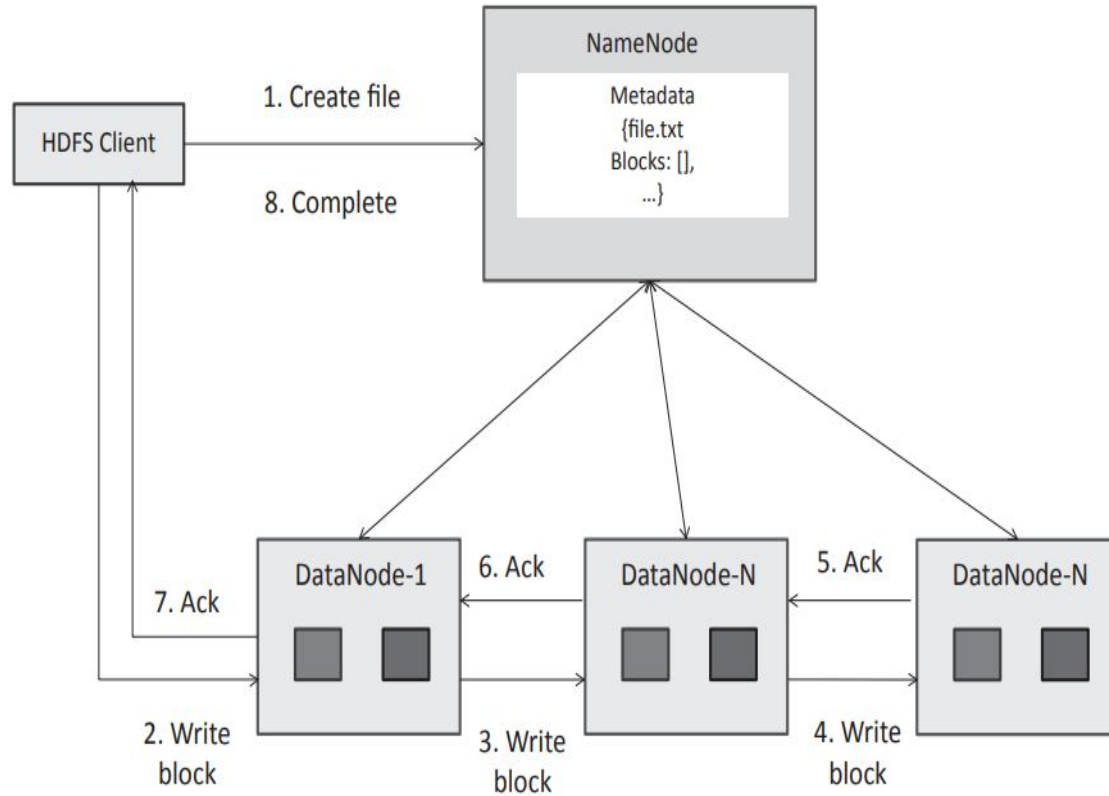 NameNode
Metadata
{file.txt
Blocks: [],
...}
1. Create file
HDFS Client
8. Complete
DataNode-1
6. Ack
DataNode-N
5. Ack
DataNode-N
7. Ack
2. Write
block
3. Write
block
4. Write
block